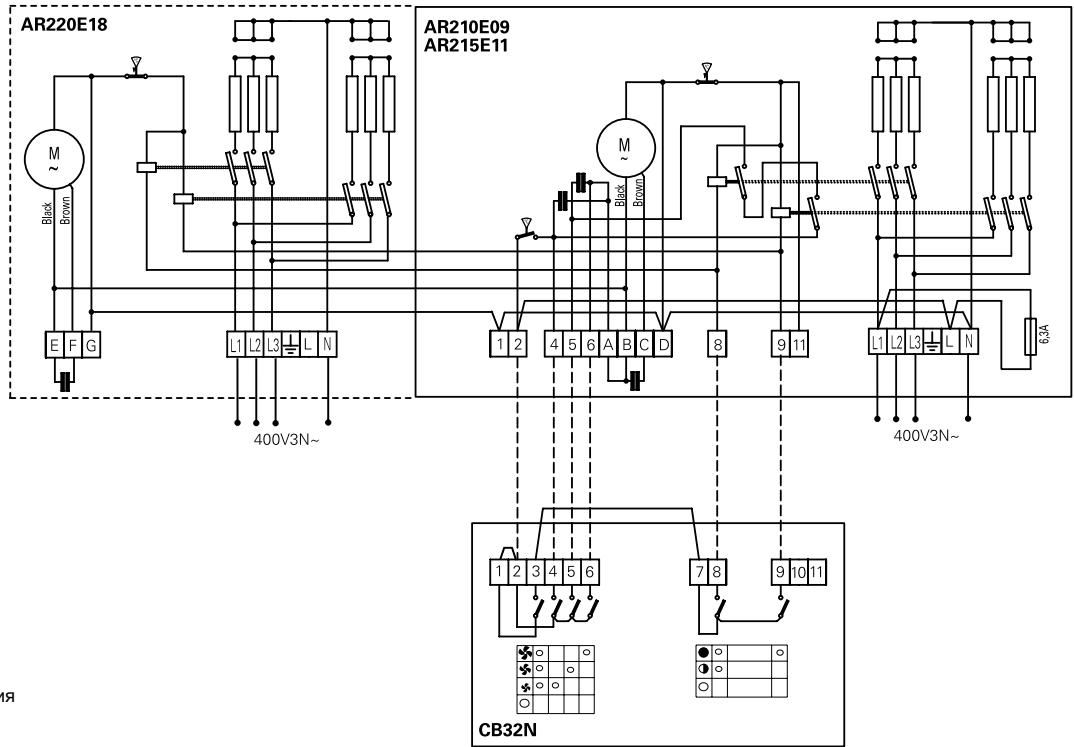 AR220E18
AR210E09
AR215E11
M
~
Black
Brown
M
~
Black
Brown
E F G
L1 L2 L3 L N
1 2
4 5 6 A B C D
8
9 11
L1 L2 L3 L N
6,3A
400V3N~
400V3N~
1 2 3 4 5 6
7 8
9 10 11
ия
CB32N